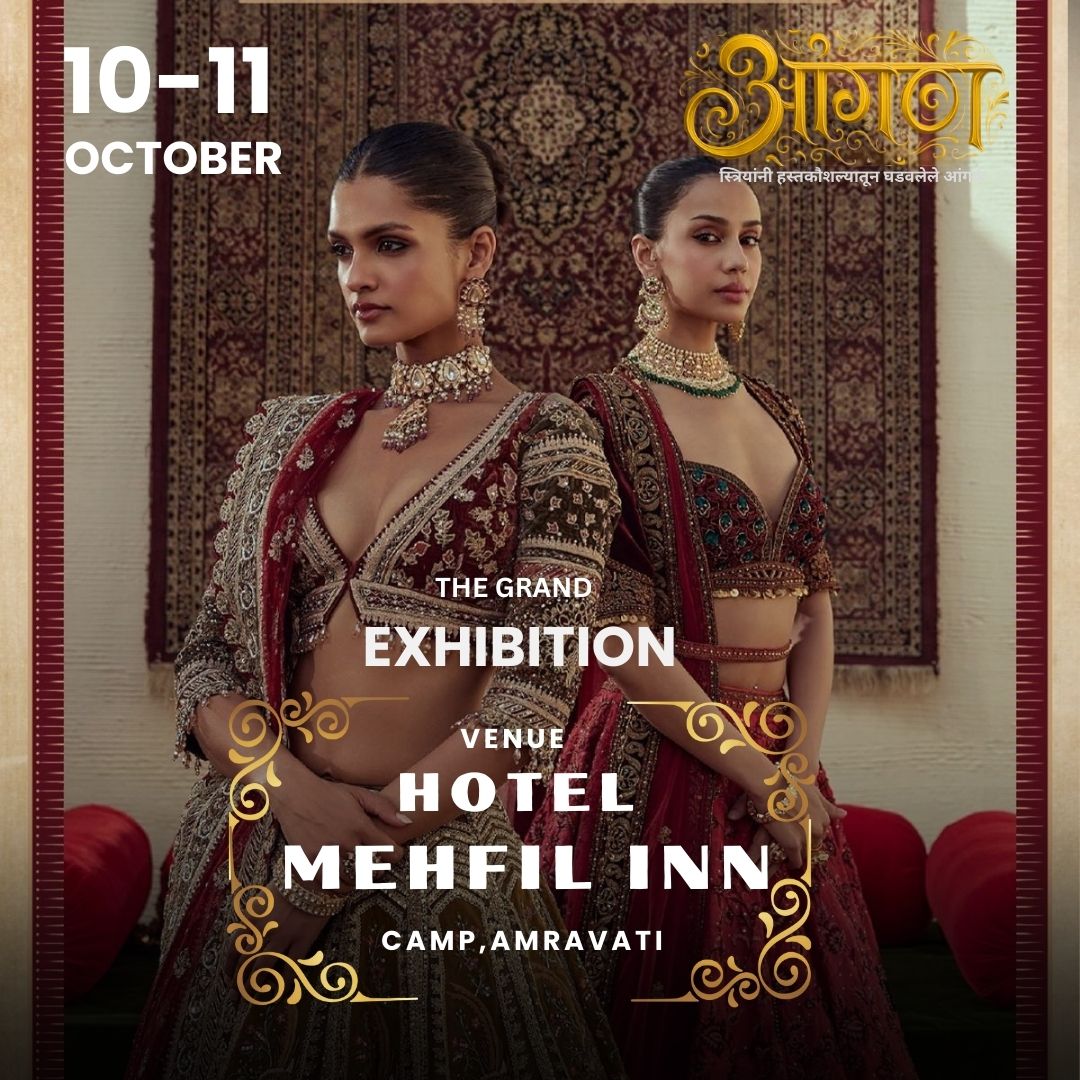 10-11
OCTOBER
आंगण
स्त्रियांनी हस्तकौशल्यातून घडवलेले
THE GRAND
EXHIBITION
VENUE
HOTEL
MEHFIL INN
CAMP,AMRAVATI